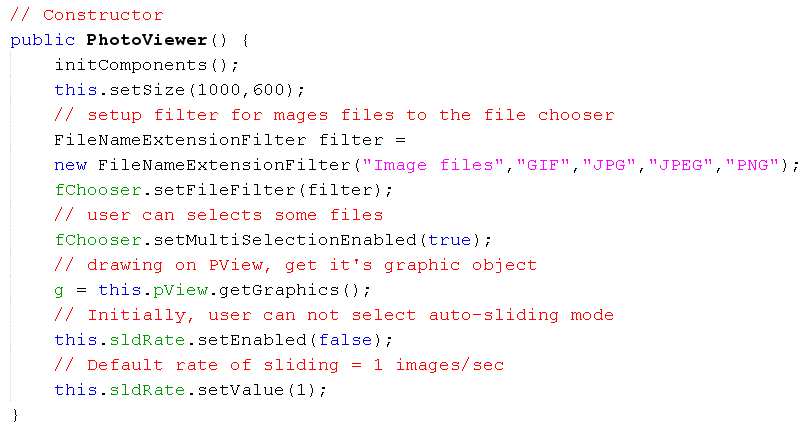 // Constructor
public PhotoViewer() {
    initComponents();
    this.setSize(1000,600);
    // setup filter for mages files to the file chooser
    FileNameExtensionFilter filter =
    new FileNameExtensionFilter("Image files","GIF","JPG","JPEG","PNG");
    fChooser.setFileFilter(filter);
    // user can selects some files
    fChooser.setMultiSelectionEnabled(true);
    // drawing on PView, get it's graphic object
    g = this.pView.getGraphics();
    // Initially, user can not select auto-sliding mode
    this.sldRate.setEnabled(false);
    // Default rate of sliding = 1 images/sec
    this.sldRate.setValue(1);
}